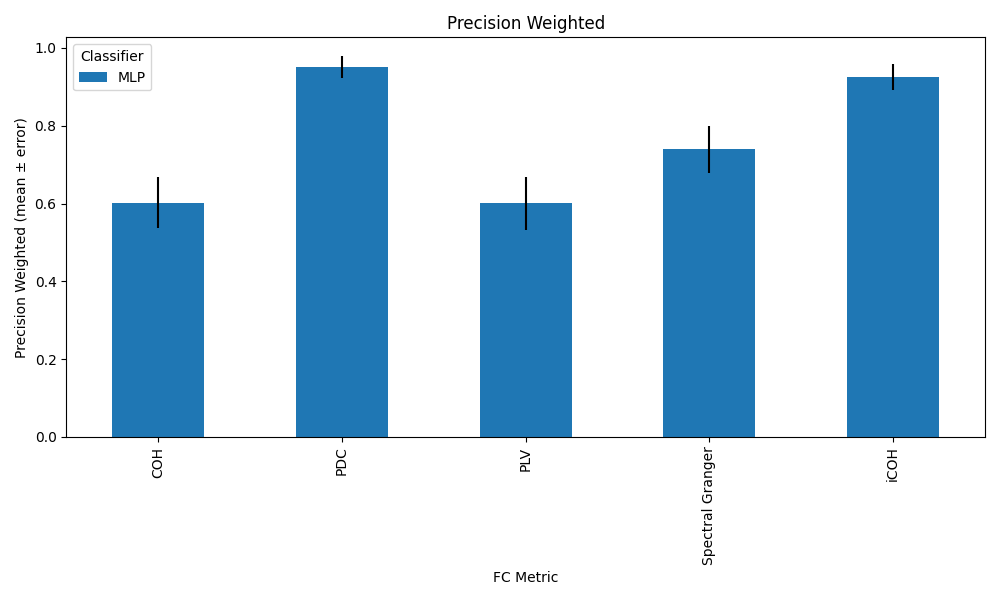 Precision Weighted
Classifier
MLP
Precision Weighted (mean ± error)
1.0
0.8
0.6
0.4
0.2
0.0
COH
PDC
PLV
Spectral Granger
iCOH
FC Metric